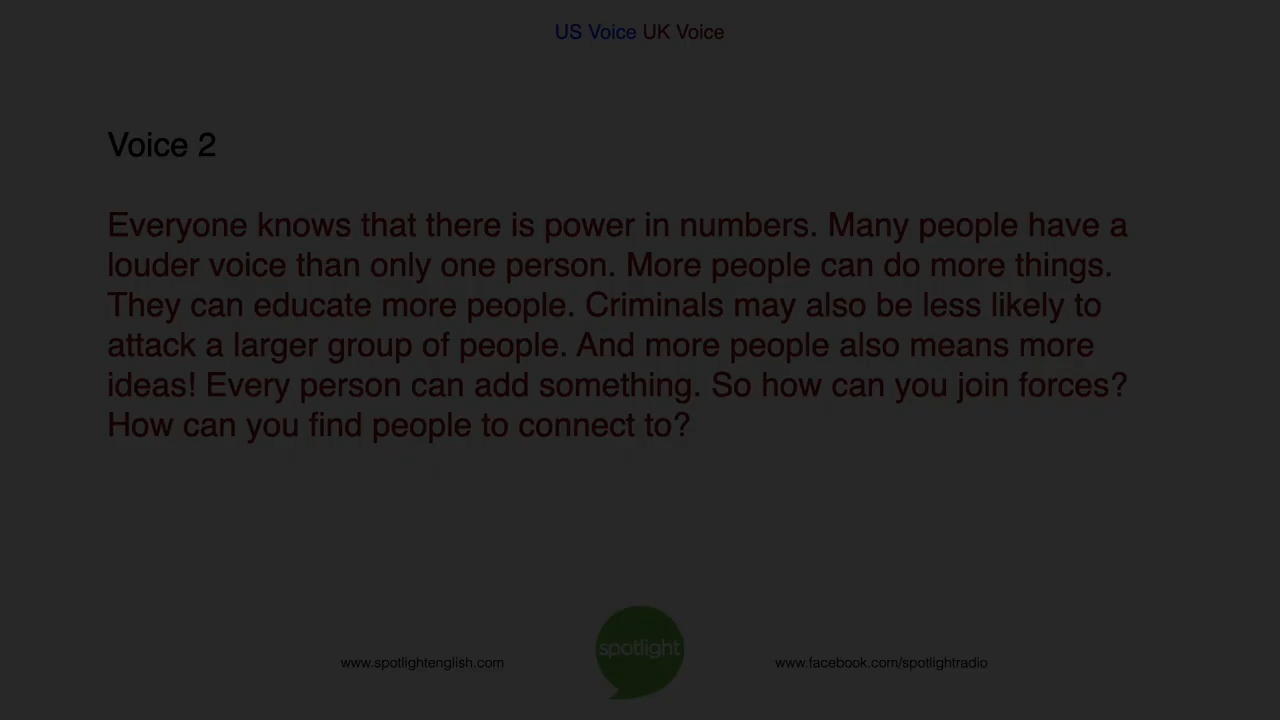 US Voice UK Voice
Voice 2
Everyone knows that there is power in numbers. Many people have a
louder voice than only one person. More people can do more things.
They can educate more people. Criminals may also be less likely to
attack a larger group of people. And more people also means more
ideas! Every person can add something. So how can you join forces?
How can you find people to connect to?
spotlight
www.spotlightenglish.com
www.facebook.com/spotlightradio